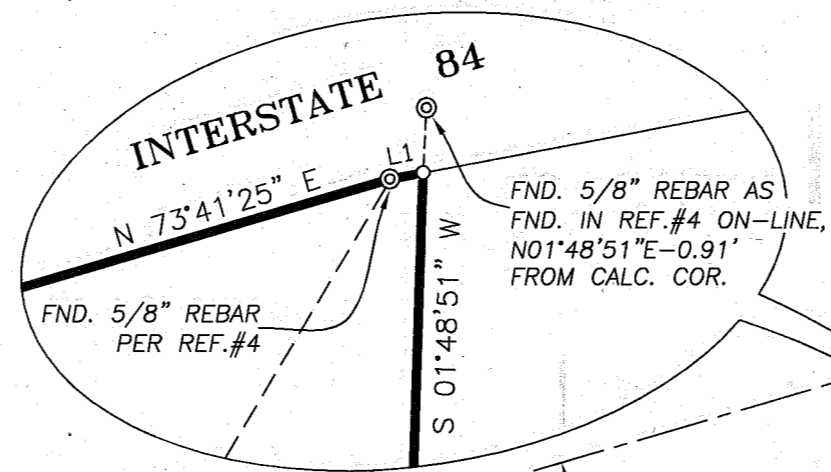 INTERSTATE 84
L1
N 73°41'25" E
FND. 5/8" REBAR AS
FND. IN REF.#4 ON-LINE,
N01°48'51"E-0.91'
FROM CALC. COR.
FND. 5/8" REBAR
PER REF.#4
S 01°48'51" W